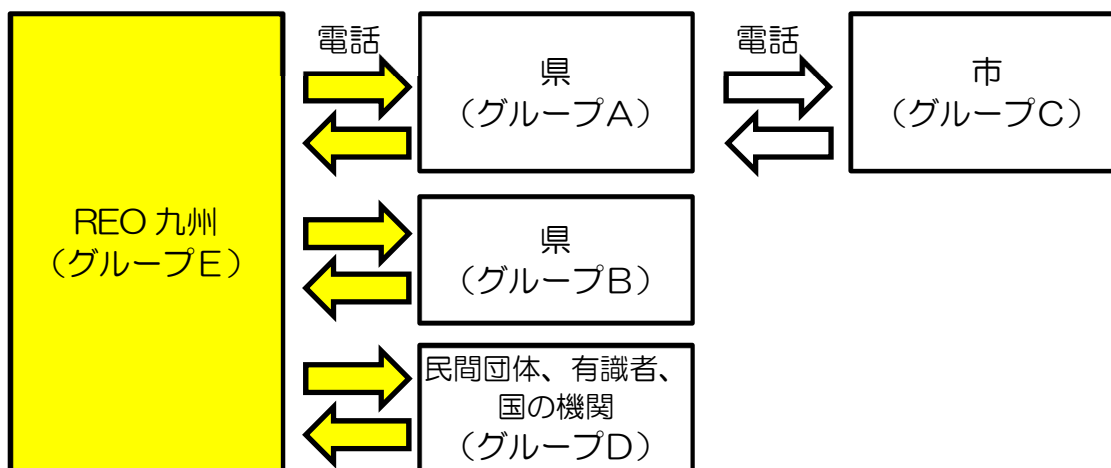 電話
電話
県
(グループA)
市
(グループC)
REO 九州
(グループE)
県
(グループB)
民間団体、有識者、
国の機関
(グループD)